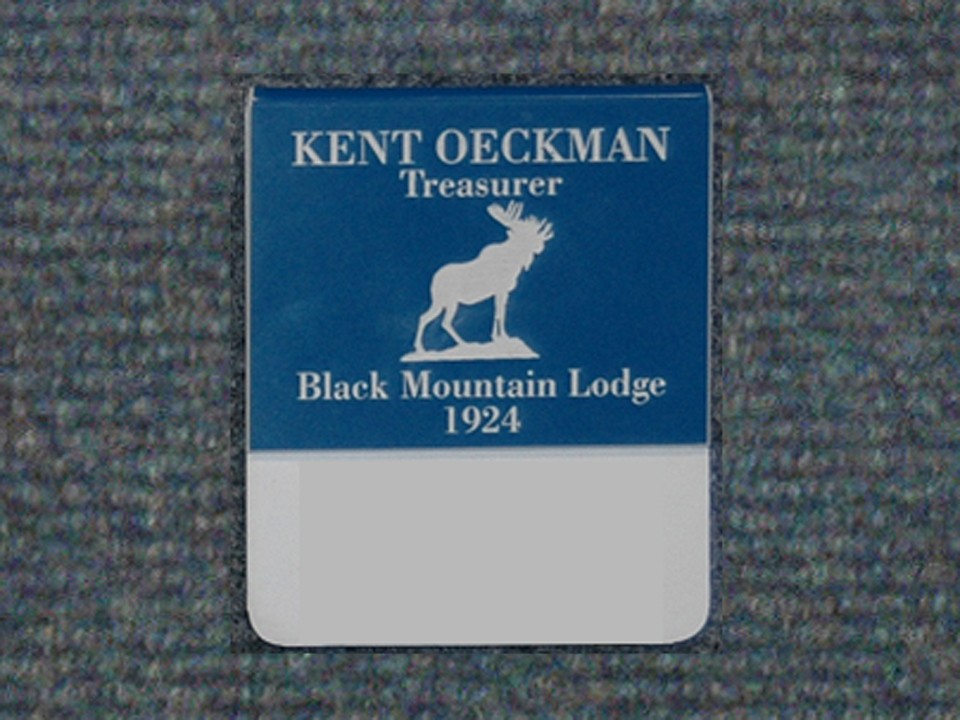 KENT OECKMAN
Treasurer
Black Mountain Lodge
1924